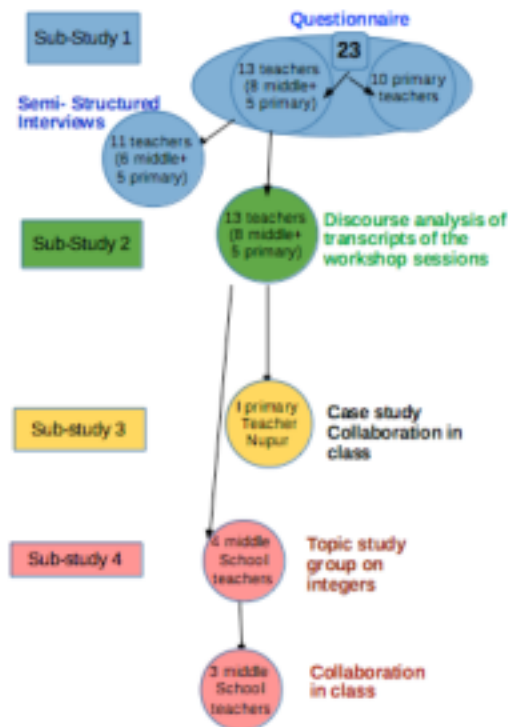 Sub-Study 1
Questionnaire
23
13 teachers
(8 middle+
5 primary)
10 primary
teachers
Semi- Structured
Interviews
11 teachers
(6 middle+
5 primary)
Sub-Study 2
13 teachers
(8 middle+
5 primary)
Discourse analysis of
transcripts of the
workshop sessions
Sub-study 3
1 primary
Teacher
Nupur
Case study
Collaboration in
class
Sub-study 4
4 middle
School
teachers
Topic study
group on
integers
3 middle
School
teachers
Collaboration
in class